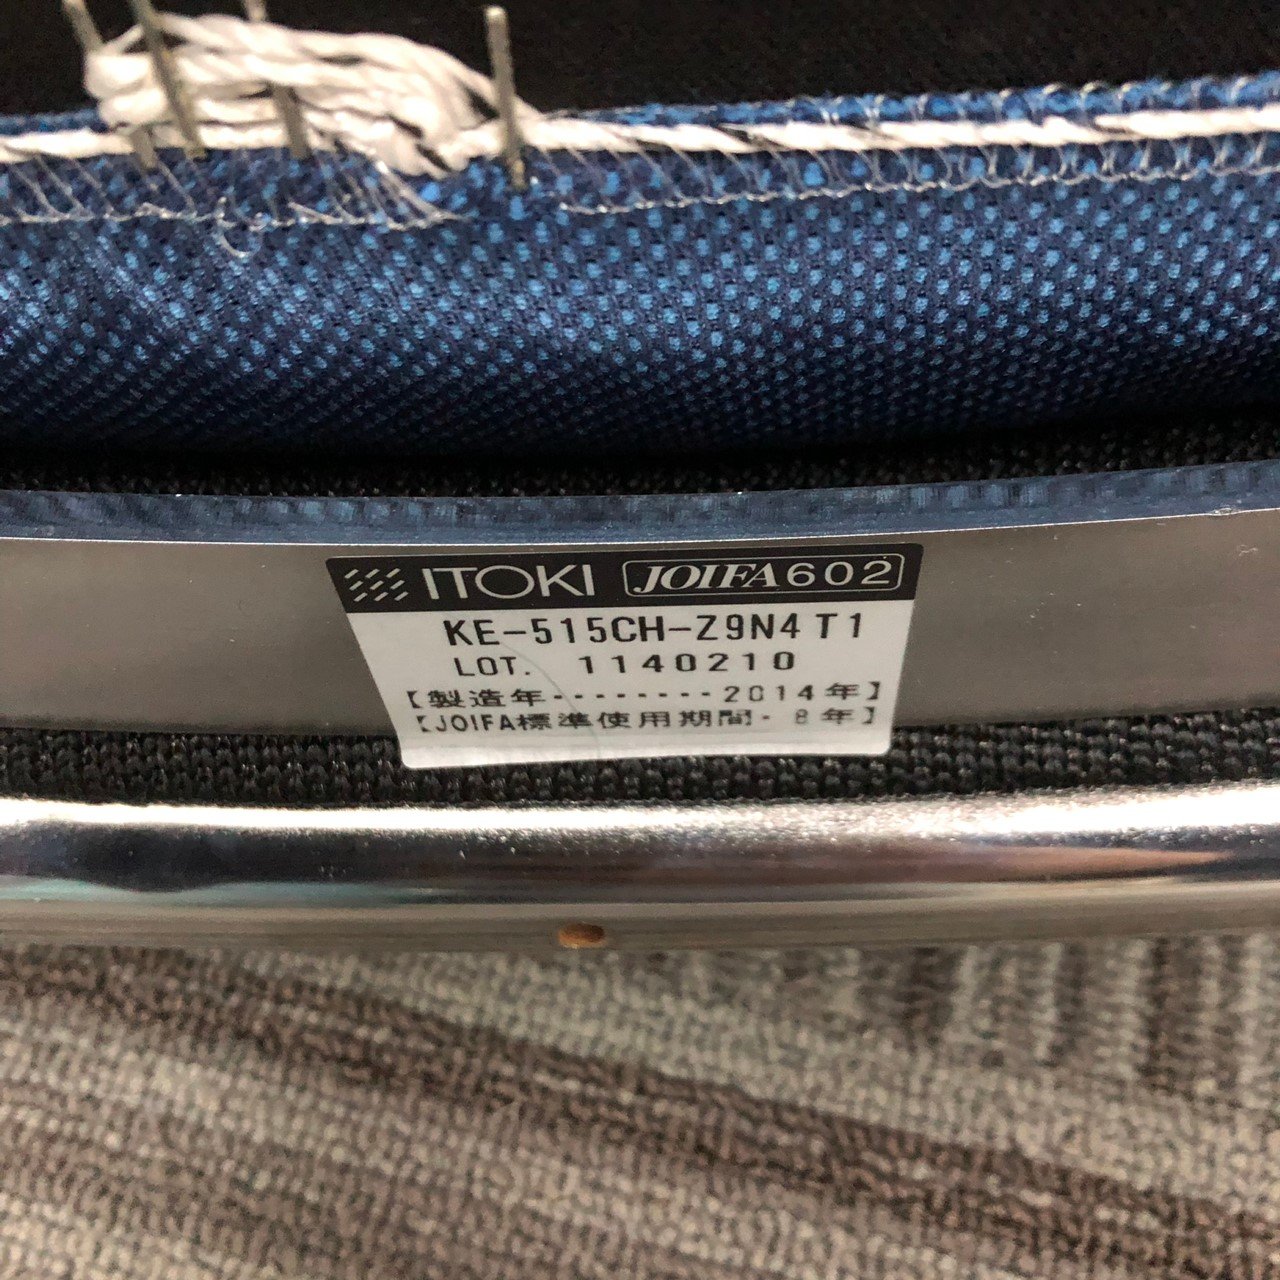 ITOKI JOIFA602
KE-515CH-Z9N4T1
LOT. 1140210
【製造年--------2014年】
【JOIFA標準使用期間- 8年】